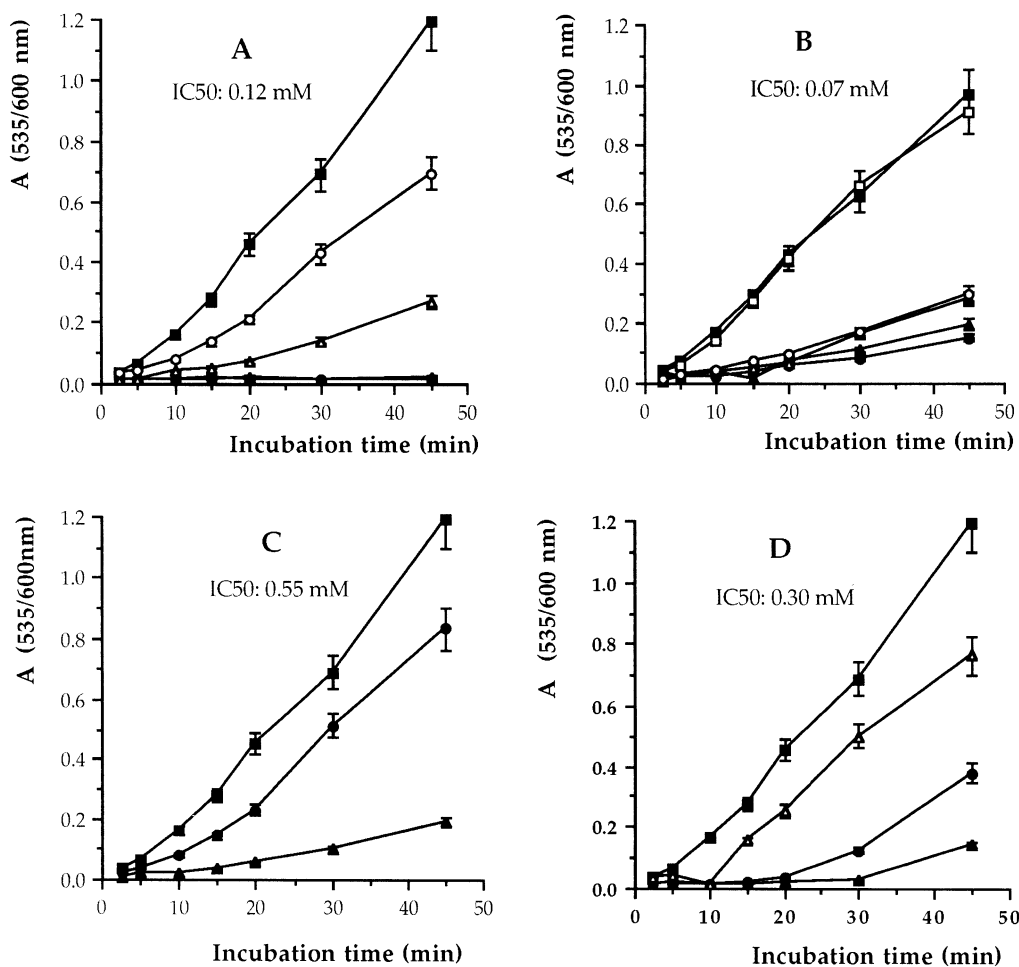 A
IC50: 0.12 mM
A (535/600 nm
1.2
1.0
0.8
0.6
0.4
0.2
0.0
0 10 20 30 40 50
Incubation time (min)
B
IC50: 0.07 mM
A (535/600 nm
1.2
1.0
0.8
0.6
0.4
0.2
0.0
0 10 20 30 40 50
Incubation time (min)
C
IC50: 0.55 mM
A (535/600nm)
1.2
1.0
0.8
0.6
0.4
0.2
0.0
0 10 20 30 40 50
Incubation time (min)
D
IC50: 0.30 mM
A (535/600 nm)
1.2
1.0
0.8
0.6
0.4
0.2
0.0
0 10 20 30 40 50
Incubation time (min)